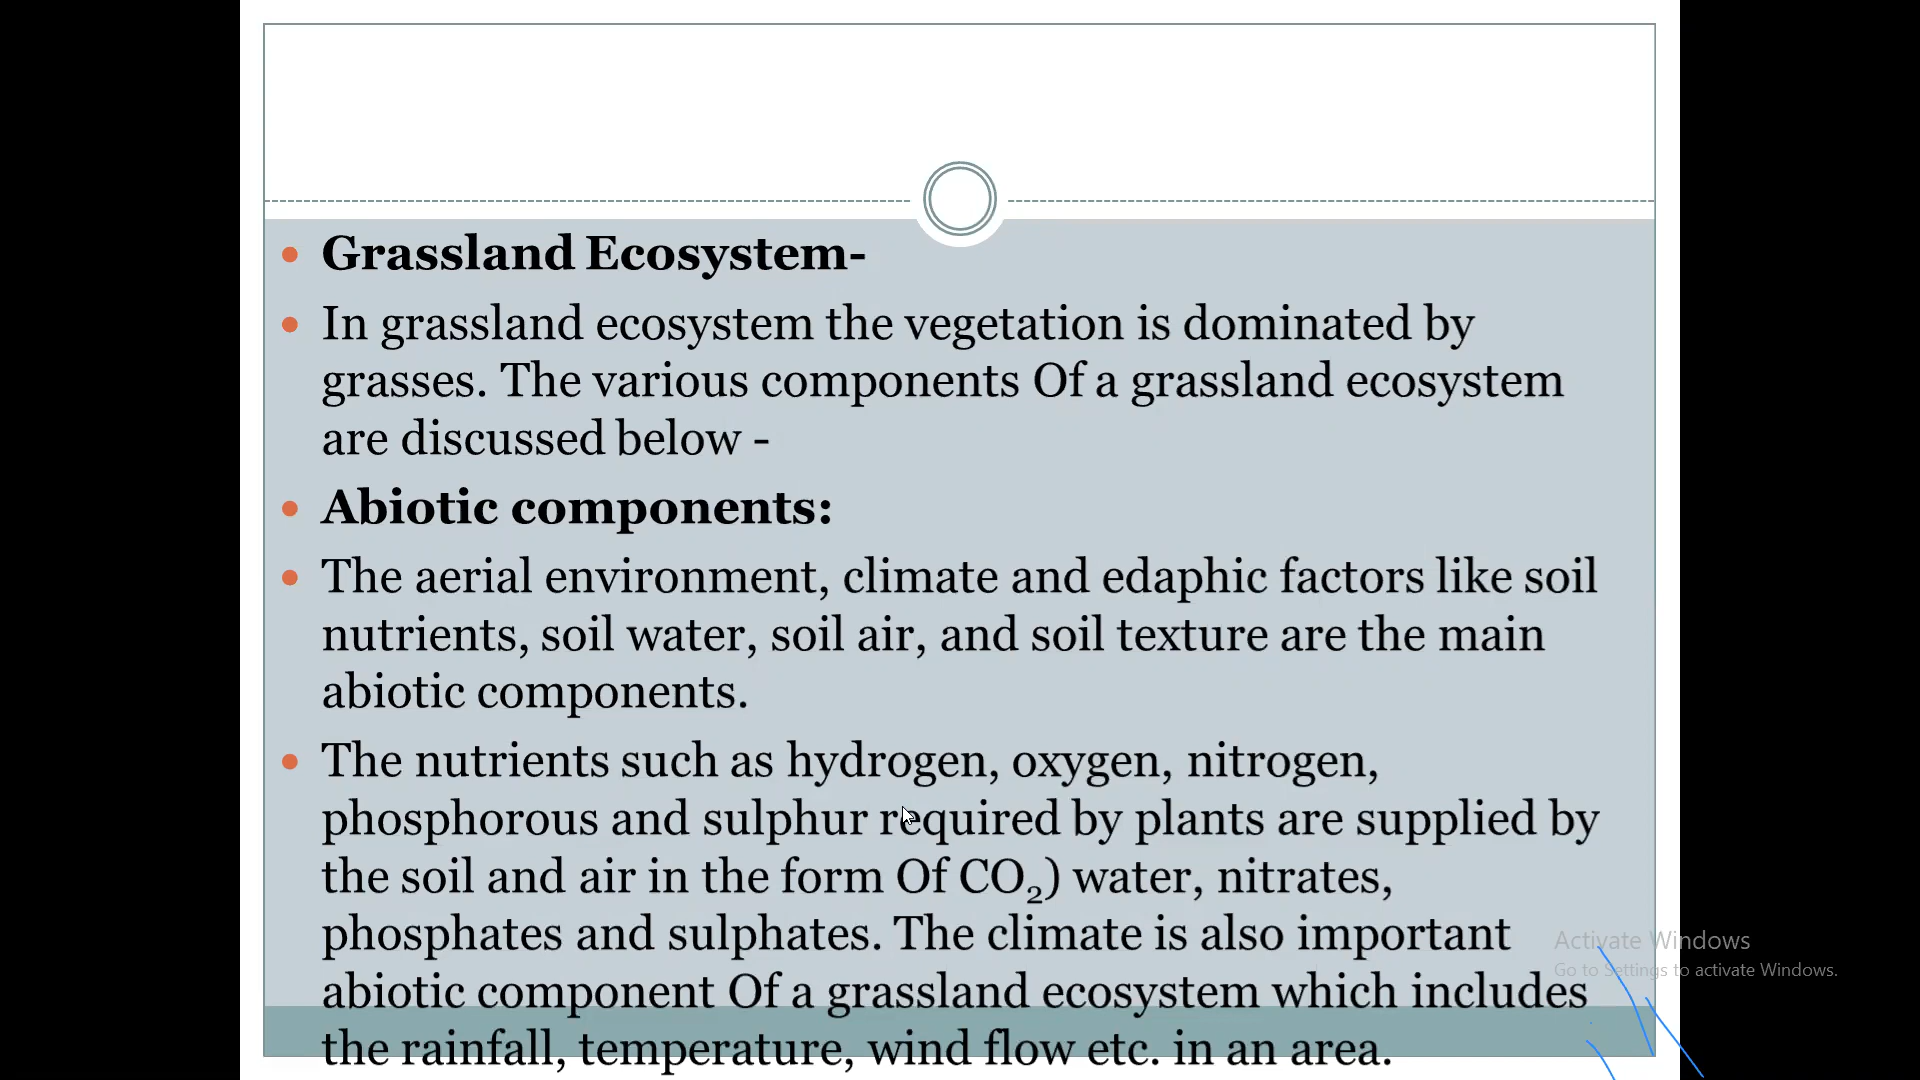 Grassland Ecosystem-
In grassland ecosystem the vegetation is dominated by
grasses. The various components Of a grassland ecosystem
are discussed below -
Abiotic components:
The aerial environment, climate and edaphic factors like soil
nutrients, soil water, soil air, and soil texture are the main
abiotic components.
The nutrients such as hydrogen, oxygen, nitrogen,
phosphorous and sulphur required by plants are supplied by
the soil and air in the form Of CO₂) water, nitrates,
phosphates and sulphates. The climate is also important
abiotic component Of a grassland ecosystem which includes
the rainfall, temperature, wind flow etc. in an area.
Activate Windows
Go to Settings to activate Windows.